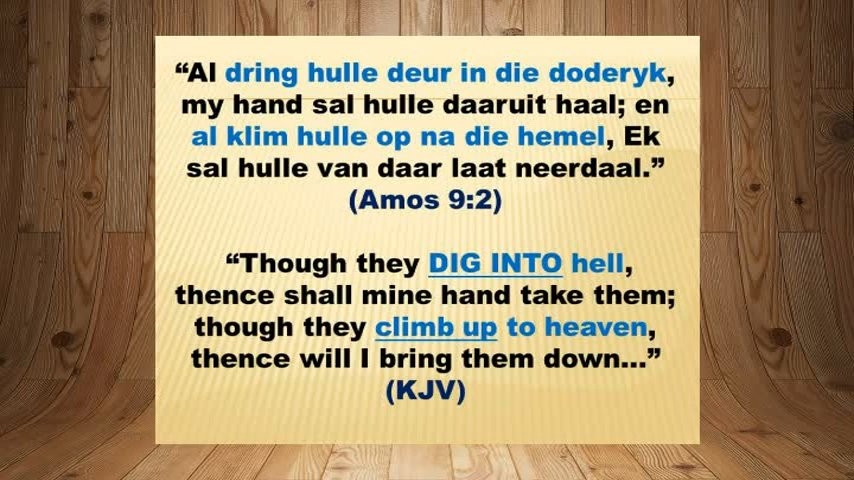 “Al dring hulle deur in die doderyk,
my hand sal hulle daaruit haal; en
al klim hulle op na die hemel, Ek
sal hulle van daar laat neerdaal.”
(Amos 9:2)
“Though they DIG INTO hell,
thence shall mine hand take them;
though they climb up to heaven,
thence will I bring them down...”
(KJV)